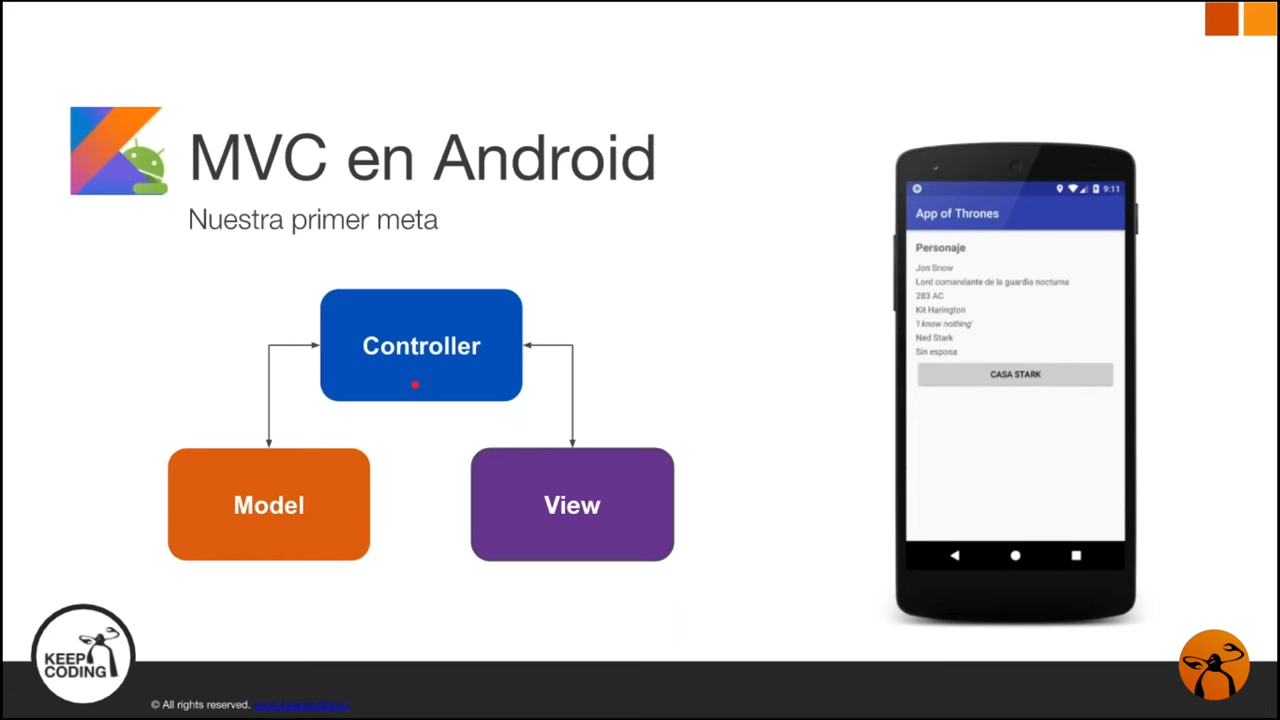 MVC en Android
Nuestra primer meta
Controller
Model
View
9:11
App of Thrones
Personaje
Jon Snow
Lord comandante de la guardia nocturna
283 AC
Kit Harington
'I know nothing'
Ned Stark
Sin esposa
CASA STARK
KEEP
CODING
© All rights reserved.